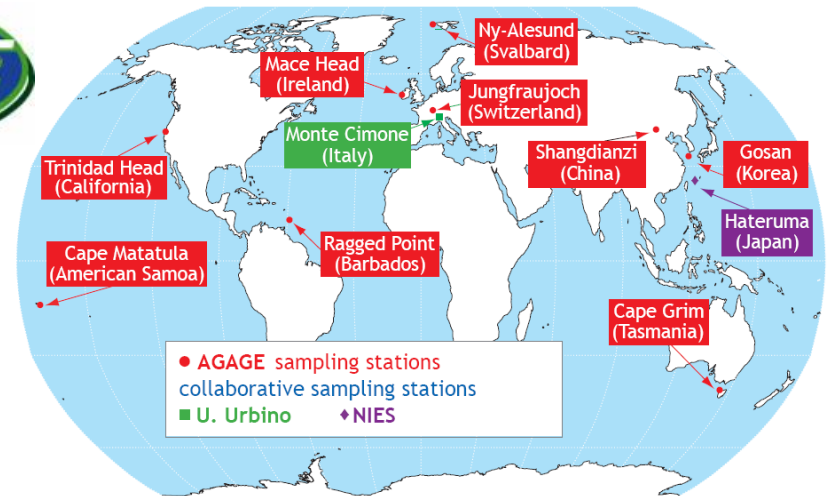 Ny-Alesund
(Svalbard)
Mace Head
(Ireland)
Jungfraujoch
(Switzerland)
Monte Cimone
(Italy)
Trinidad Head
(California)
Shangdianzi
(China)
Gosan
(Korea)
Hateruma
(Japan)
Ragged Point
(Barbados)
Cape Matatula
(American Samoa)
Cape Grim
(Tasmania)
AGAGE sampling stations
collaborative sampling stations
U. Urbino NIES